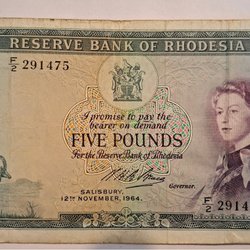 RESERVE BANK OF RHODESIA
F/2 291475
I promise to pay the
bearer on demand
FIVE POUNDS
For the Reserve Bank of Rhodesia
SALISBURY,
12TH NOVEMBER, 1964.
Governor.
F/2 2914